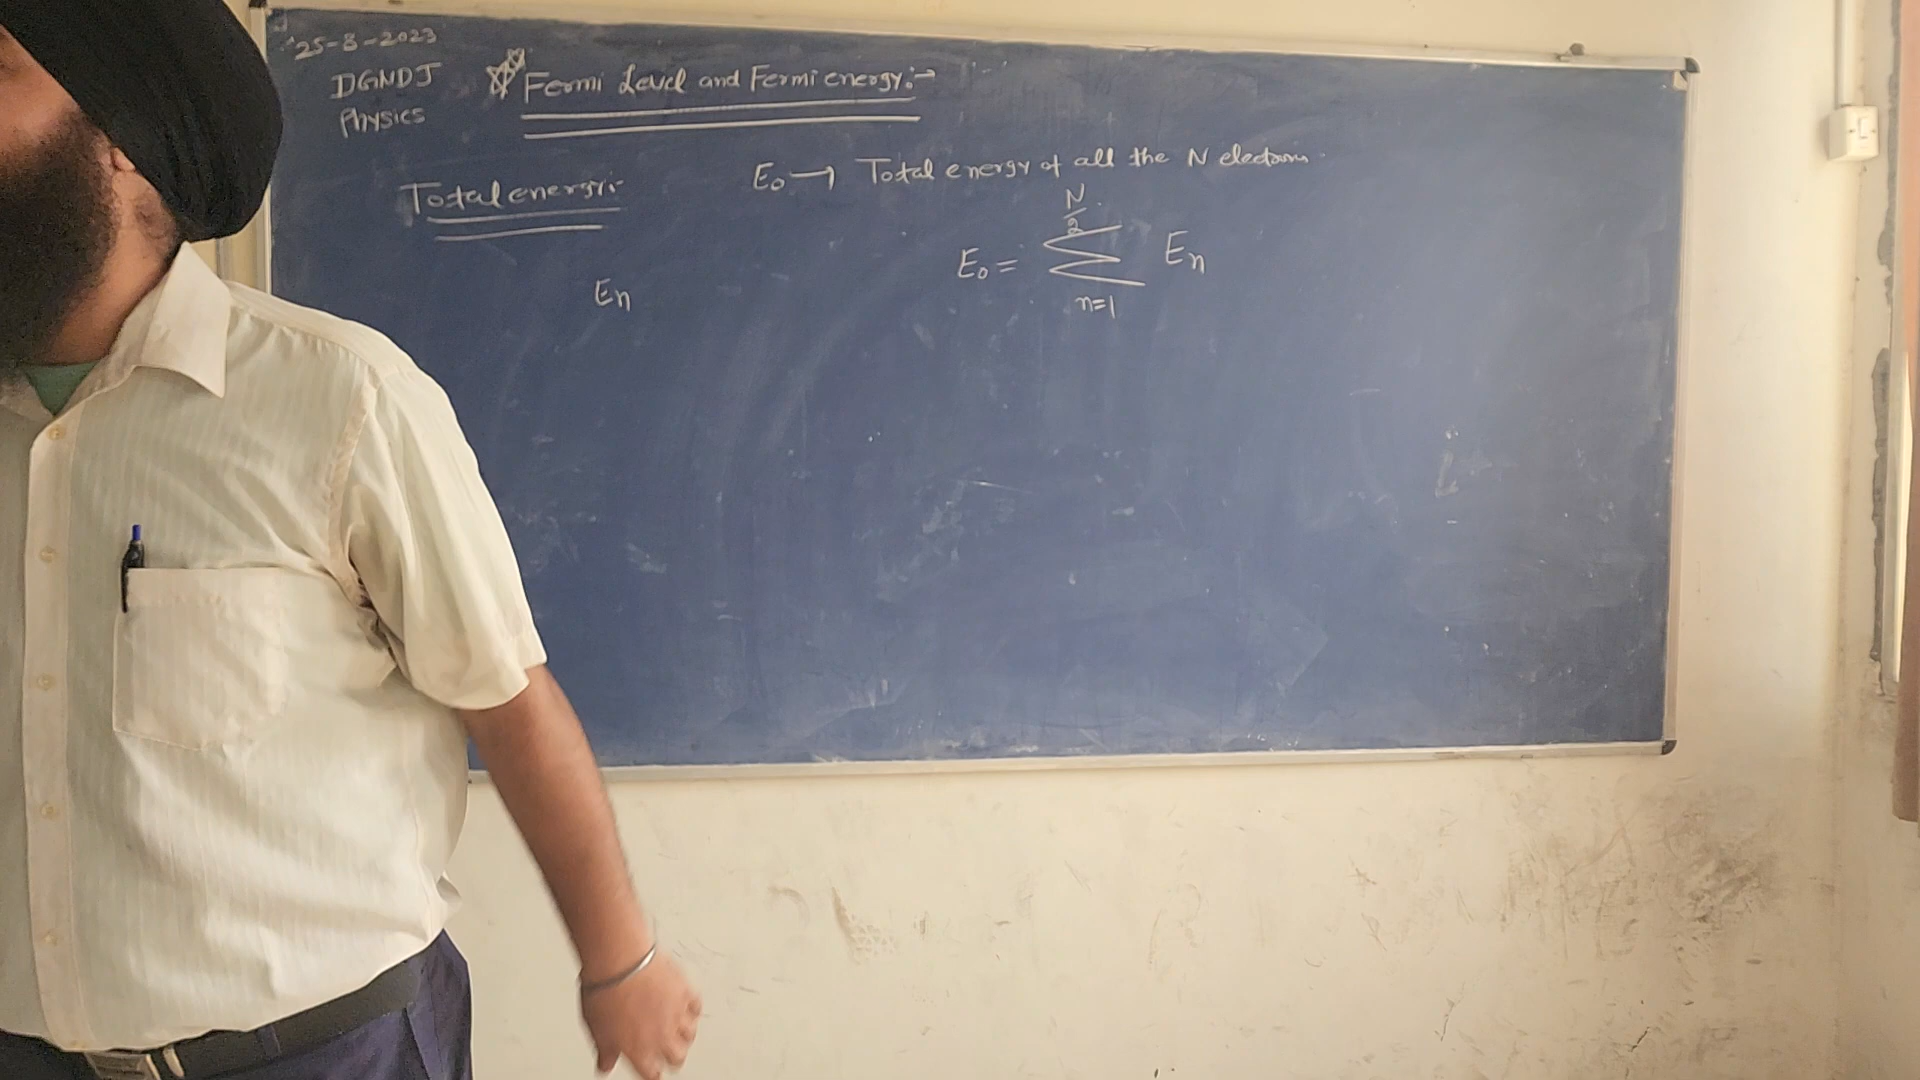 25-8-2023
DGNDJ
Physics
Fermi Level and Fermi energy:-
Total energy:-
E₀ → Total energy of all the N electrons.
N/2
E₀ = Σ Eₙ
n=1
Eₙ